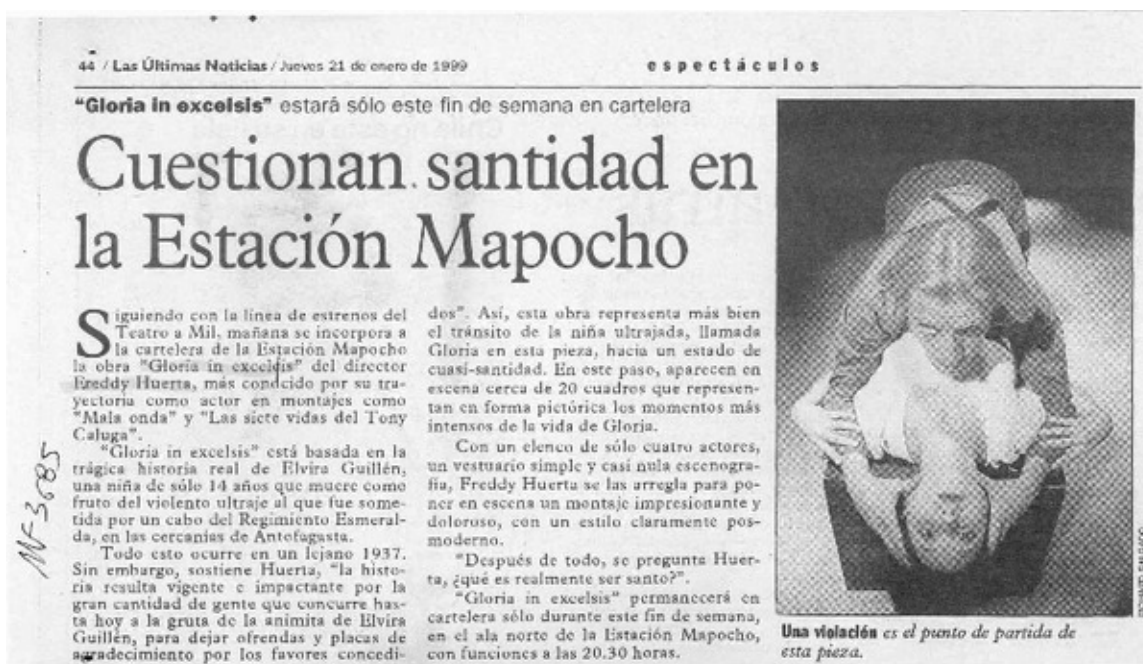 44 / Las Últimas Noticias / Jueves 21 de enero de 1999
espectáculos
"Gloria in excelsis" estará sólo este fin de semana en cartelera
Cuestionan santidad en
la Estación Mapocho
Siguiendo con la línea de estrenos del
Teatro a Mil, mañana se incorpora a
la cartelera de la Estación Mapocho
la obra "Gloria in excelsis" del director
Freddy Huerta, más conocido por su tra-
yectoria como actor en montajes como
"Mala onda" y "Las siete vidas del Tony
Caluga".
"Gloria in excelsis" está basada en la
trágica historia real de Elvira Guillén,
una niña de sólo 14 años que muere como
fruto del violento ultraje al que fue some-
tida por un cabo del Regimiento Esmeral-
da, en las cercanías de Antofagasta.
Todo esto ocurre en un lejano 1937.
Sin embargo, sostiene Huerta, "la histo-
ria resulta vigente e impactante por la
gran cantidad de gente que concurre has-
ta hoy a la gruta de la animita de Elvira
Guillén, para dejar ofrendas y placas de
agradecimiento por los favores concedi-
dos". Así, esta obra representa más bien
el tránsito de la niña ultrajada, llamada
Gloria en esta pieza, hacia un estado de
cuasi-santidad. En este paso, aparecen en
escena cerca de 20 cuadros que represen-
tan en forma pictórica los momentos más
intensos de la vida de Gloria.
Con un elenco de sólo cuatro actores,
un vestuario simple y casi nula escenogra-
fía, Freddy Huerta se las arregla para po-
ner en escena un montaje impresionante y
doloroso, con un estilo claramente pos-
moderno.
"Después de todo, se pregunta Huer-
ta, ¿qué es realmente ser santo?".
"Gloria in excelsis" permanecerá en
cartelera sólo durante este fin de semana,
en el ala norte de la Estación Mapocho,
con funciones a las 20.30 horas.
Una violación es el punto de partida de
esta pieza.